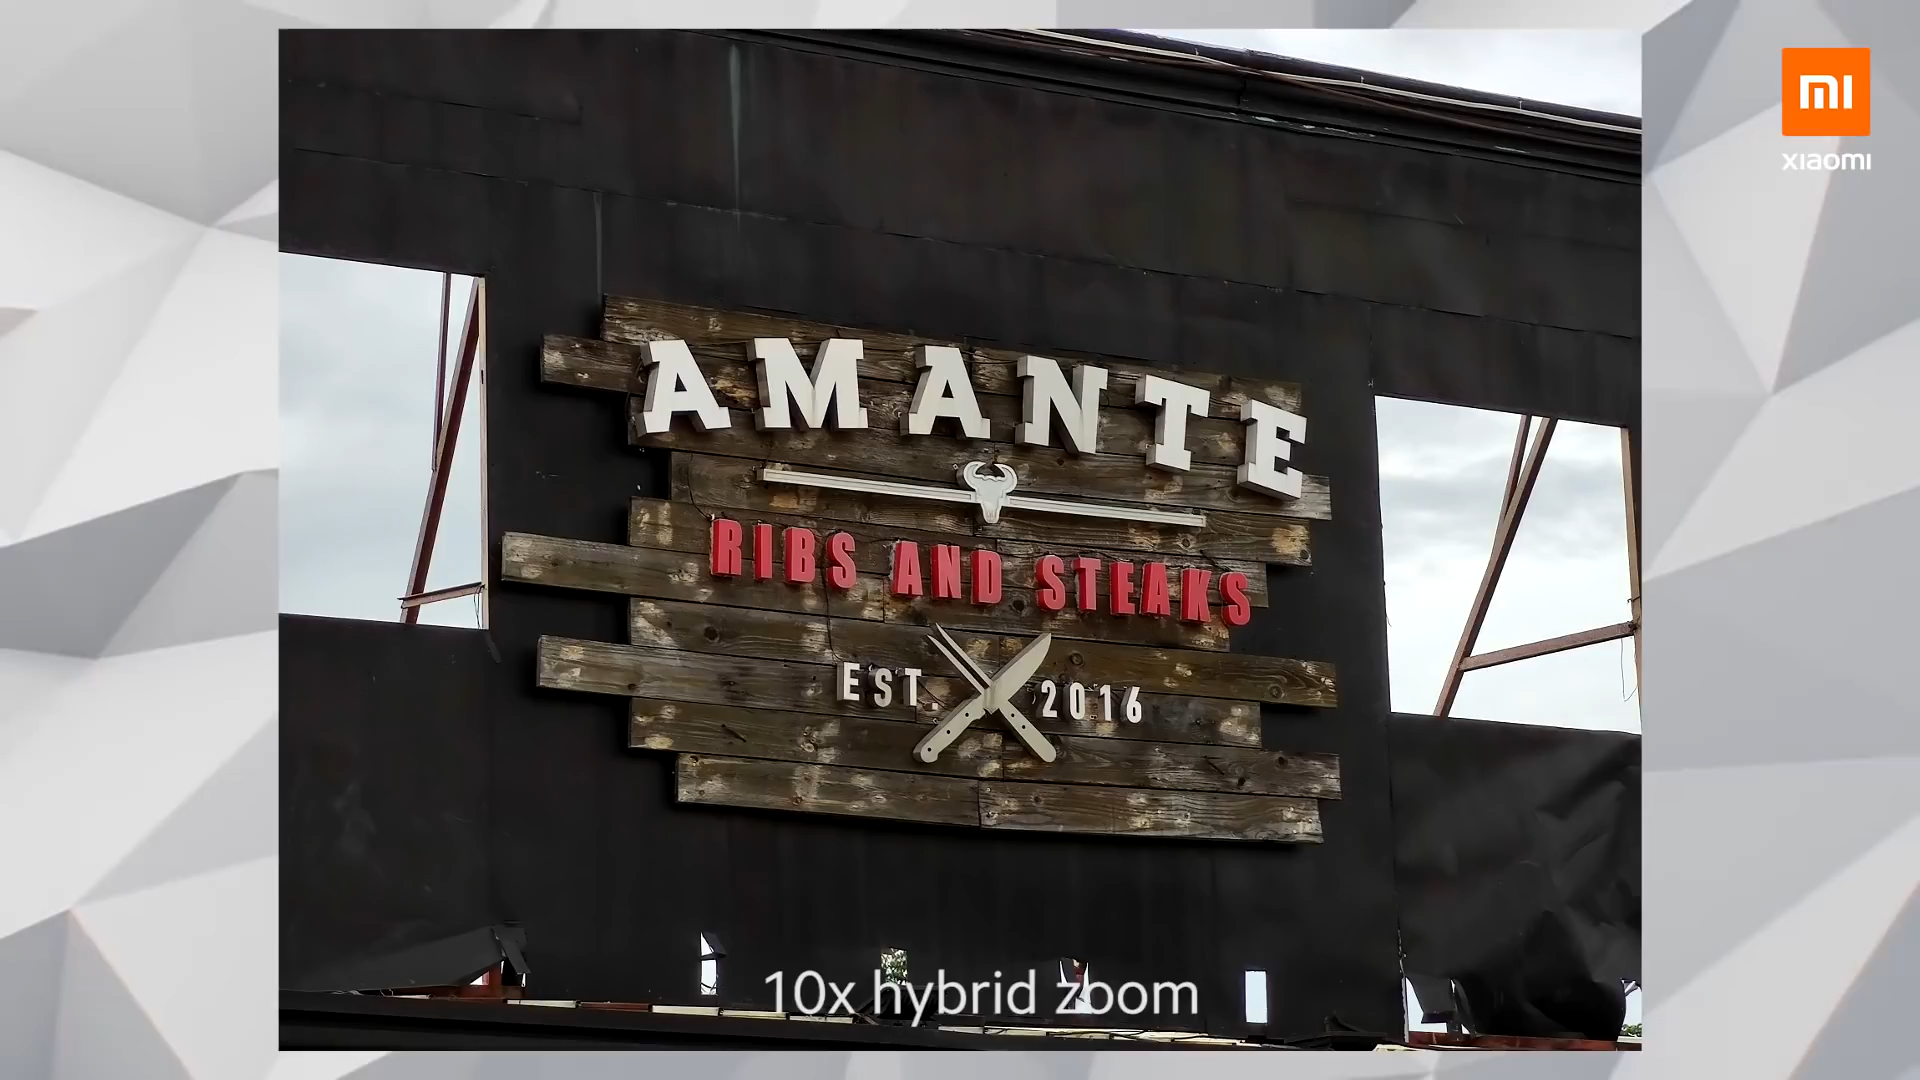 mi
xiaomi
AMANTE
RIBS AND STEAKS
EST. 2016
10x hybrid zoom